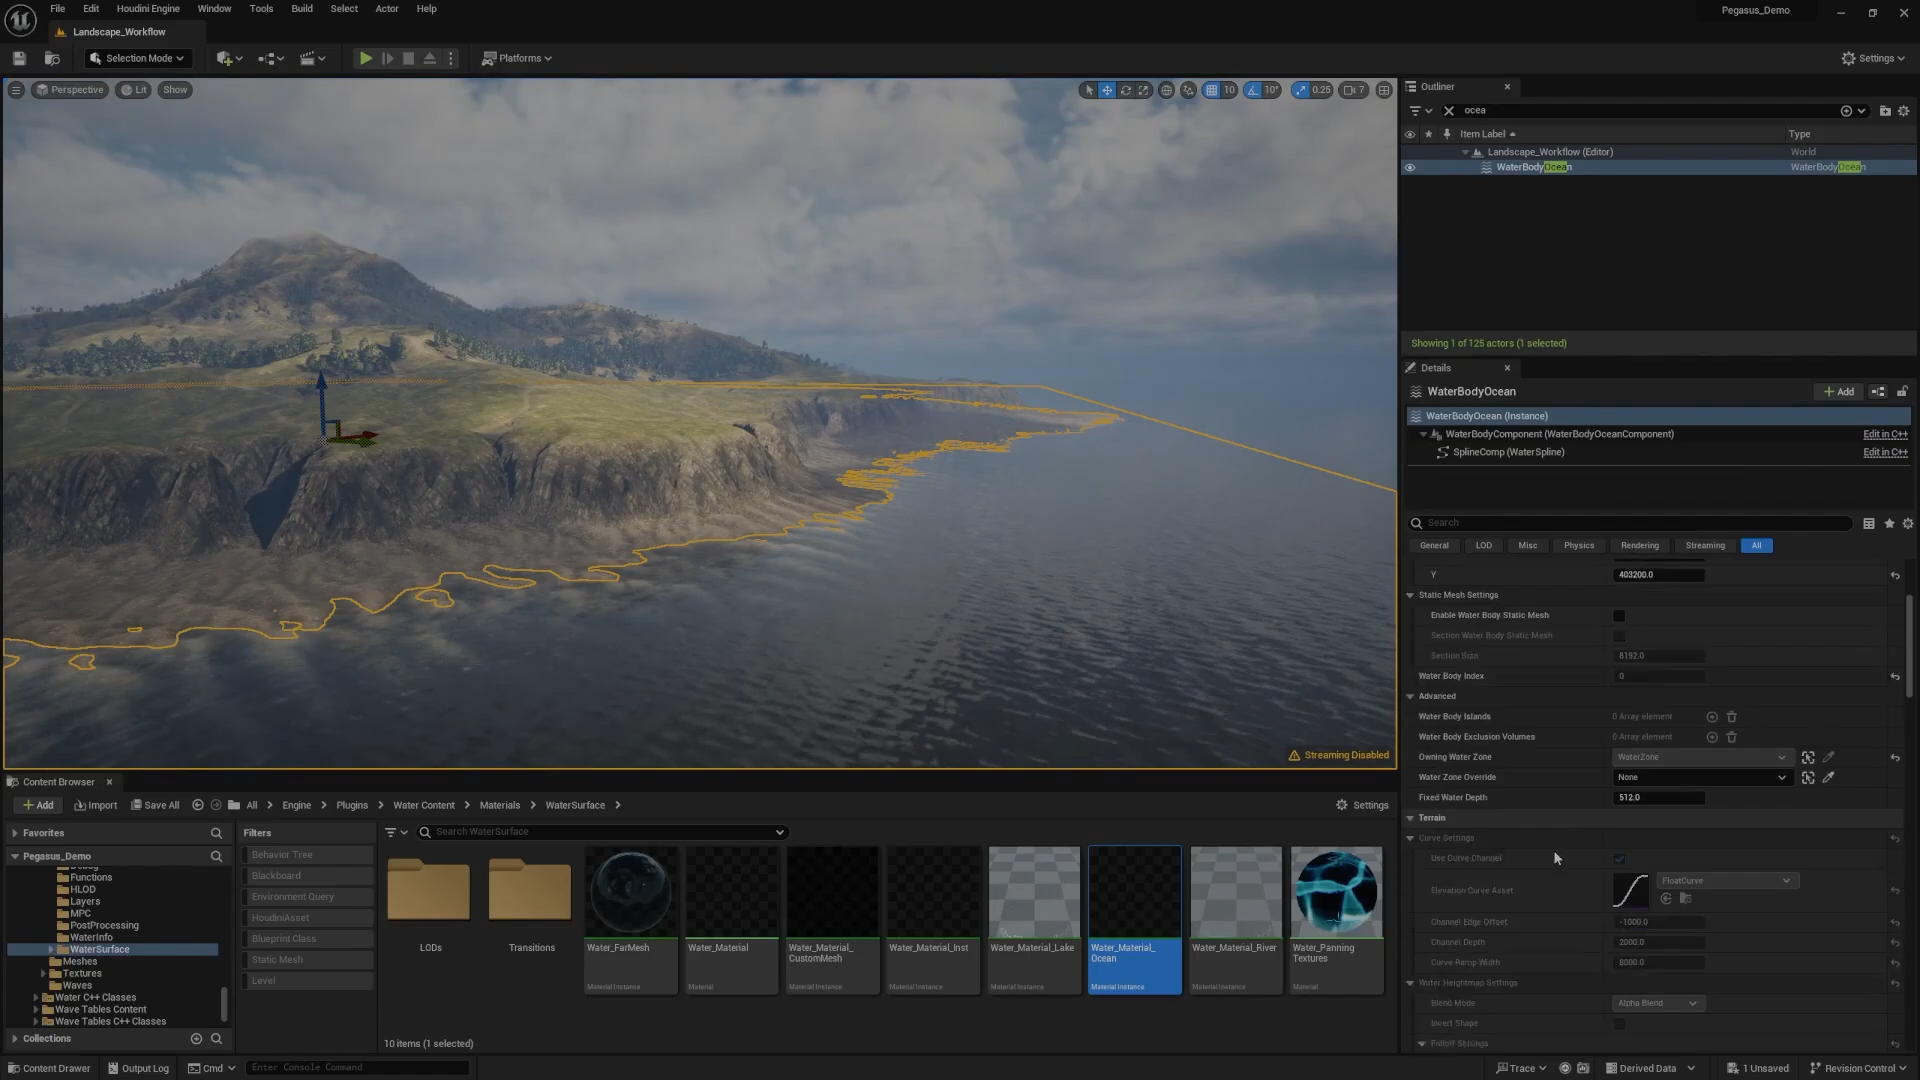 File Edit Houdini Engine Window Tools Build Select Actor Help
Pegasus_Demo
Landscape_Workflow
Selection Mode
Platforms
Settings
Perspective
Lit
Show
10
10°
0.25
7
Streaming Disabled
Outliner
ocea
Item Label
Type
Landscape_Workflow (Editor)
World
WaterBodyOcean
WaterBodyOcean
Showing 1 of 125 actors (1 selected)
Details
WaterBodyOcean
Add
WaterBodyOcean (Instance)
WaterBodyComponent (WaterBodyOceanComponent)
Edit in C++
SplineComp (WaterSpline)
Edit in C++
Search
General LOD Misc Physics Rendering Streaming All
Y 403200.0
Static Mesh Settings
Enable Water Body Static Mesh
Section Water Body Static Mesh
Section Size 8192.0
Water Body Index 0
Advanced
Water Body Islands 0 Array element
Water Body Exclusion Volumes 0 Array element
Owning Water Zone WaterZone
Water Zone Override None
Fixed Water Depth 512.0
Terrain
Curve Settings
Use Curve Channel
Elevation Curve Asset FloatCurve
Channel Edge Offset -1000.0
Channel Depth 2000.0
Curve Ramp Width 8000.0
Water Heightmap Settings
Blend Mode Alpha Blend
Invert Shape
Falloff Settings
Content Browser
Add Import Save All All Engine Plugins Water Content Materials WaterSurface
Settings
Favorites
Pegasus_Demo
Functions
HLOD
Layers
MPC
PostProcessing
WaterInfo
WaterSurface
Meshes
Textures
Waves
Water C++ Classes
Wave Tables Content
Wave Tables C++ Classes
Collections
Filters
Behavior Tree
Blackboard
Environment Query
HoudiniAsset
Blueprint Class
Static Mesh
Level
Search WaterSurface
LODs
Transitions
Water_FarMesh
Material Instance
Water_Material
Material
Water_Material_
CustomMesh
Material Instance
Water_Material_Inst
Material Instance
Water_Material_Lake
Material Instance
Water_Material_
Ocean
Material Instance
Water_Material_River
Material Instance
Water_Panning
Textures
Material
10 items (1 selected)
Content Drawer
Output Log
Cmd
Enter Console Command
Trace
Derived Data
1 Unsaved
Revision Control